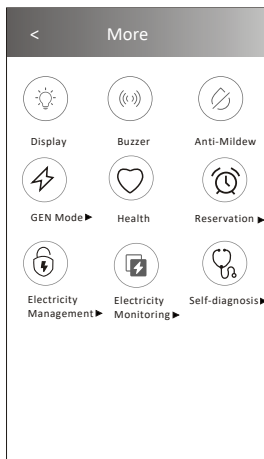 < More
Display Buzzer Anti-Mildew
GEN Mode▶ Health Reservation▶
Electricity Electricity Self-diagnosis▶
Management▶ Monitoring▶